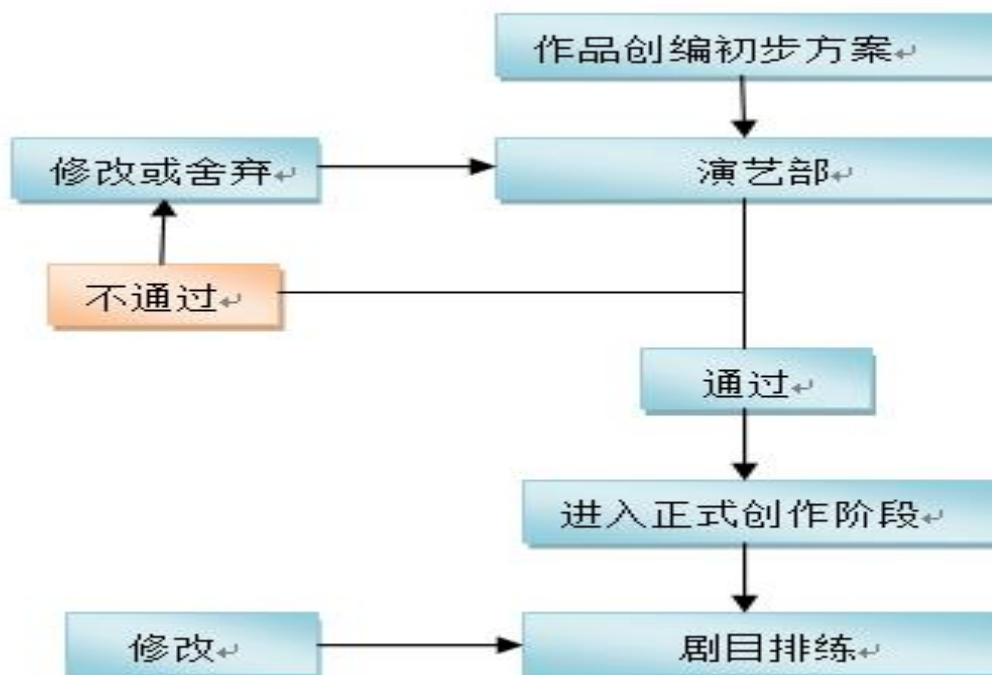 作品创编初步方案↵
修改或舍弃↵
演艺部↵
不通过↵
通过↵
进入正式创作阶段↵
修改↵
剧目排练↵